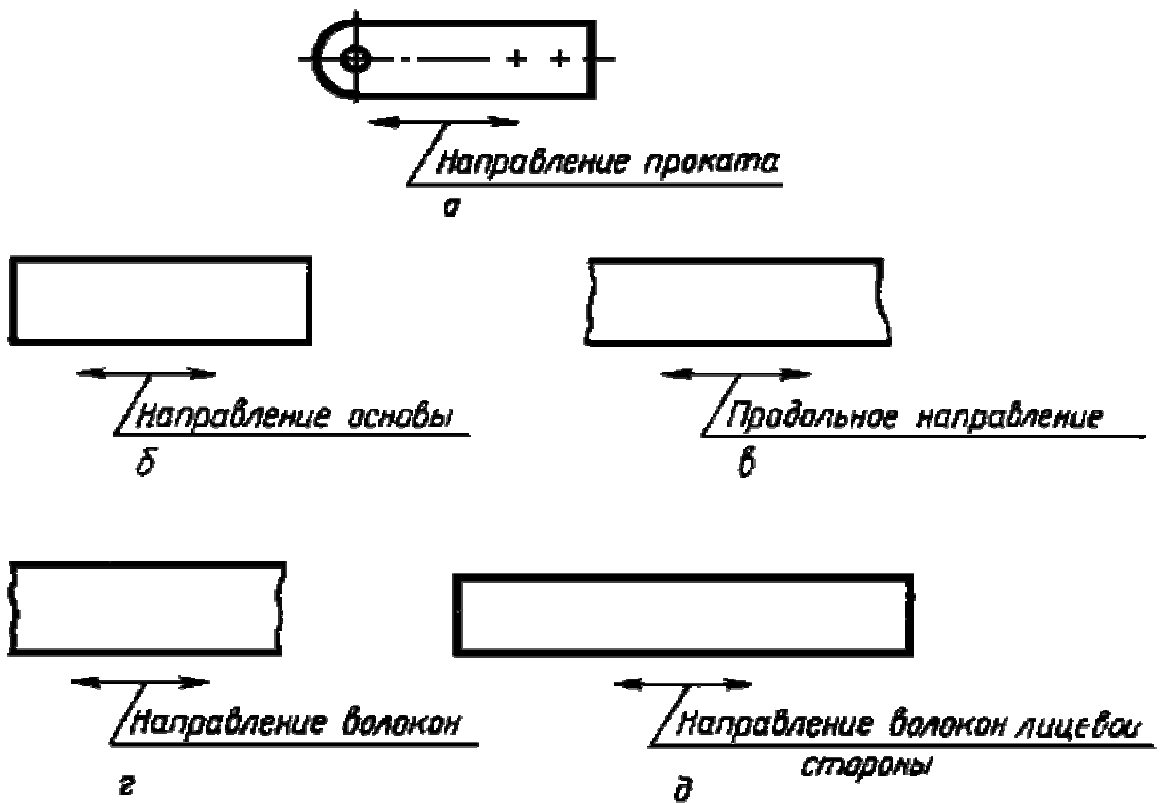 Направление проката
а
Направление основы
б
Продольное направление
в
Направление волокон
г
Направление волокон лицевой
стороны
д